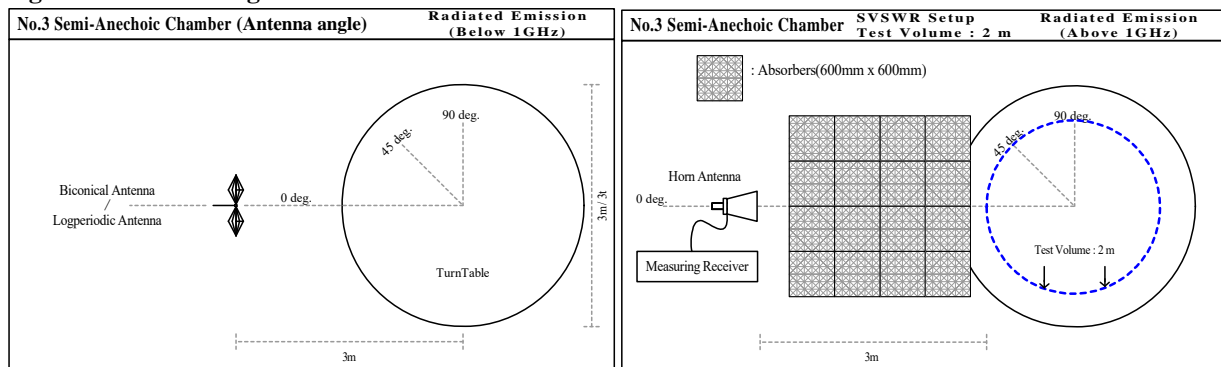 No.3 Semi-Anechoic Chamber (Antenna angle)
Radiated Emission
(Below 1GHz)
90 deg.
45 deg.
Biconical Antenna
/
Logperiodic Antenna
0 deg.
3m/ 3t
TurnTable
3m
No.3 Semi-Anechoic Chamber
SVSWR Setup
Test Volume : 2 m
Radiated Emission
(Above 1GHz)
: Absorbers(600mm x 600mm)
90 deg.
45 deg.
Horn Antenna
0 deg.
Measuring Receiver
Test Volume : 2 m
3m